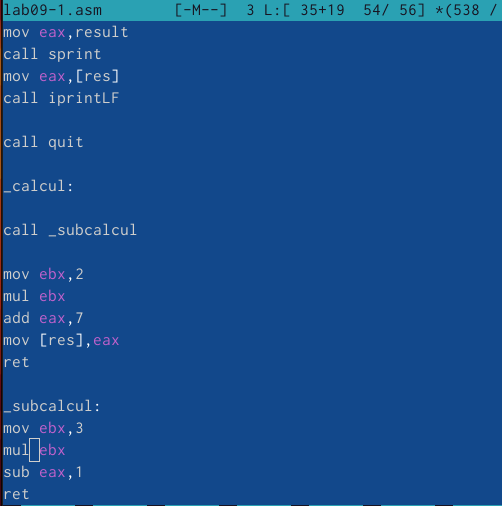 lab09-1.asm [-M--] 3 L:[ 35+19 54/ 56] *(538 /
mov eax,result
call sprint
mov eax,[res]
call iprintLF
call quit
_calcul:
call _subcalcul
mov ebx,2
mul ebx
add eax,7
mov [res],eax
ret
_subcalcul:
mov ebx,3
mul ebx
sub eax,1
ret